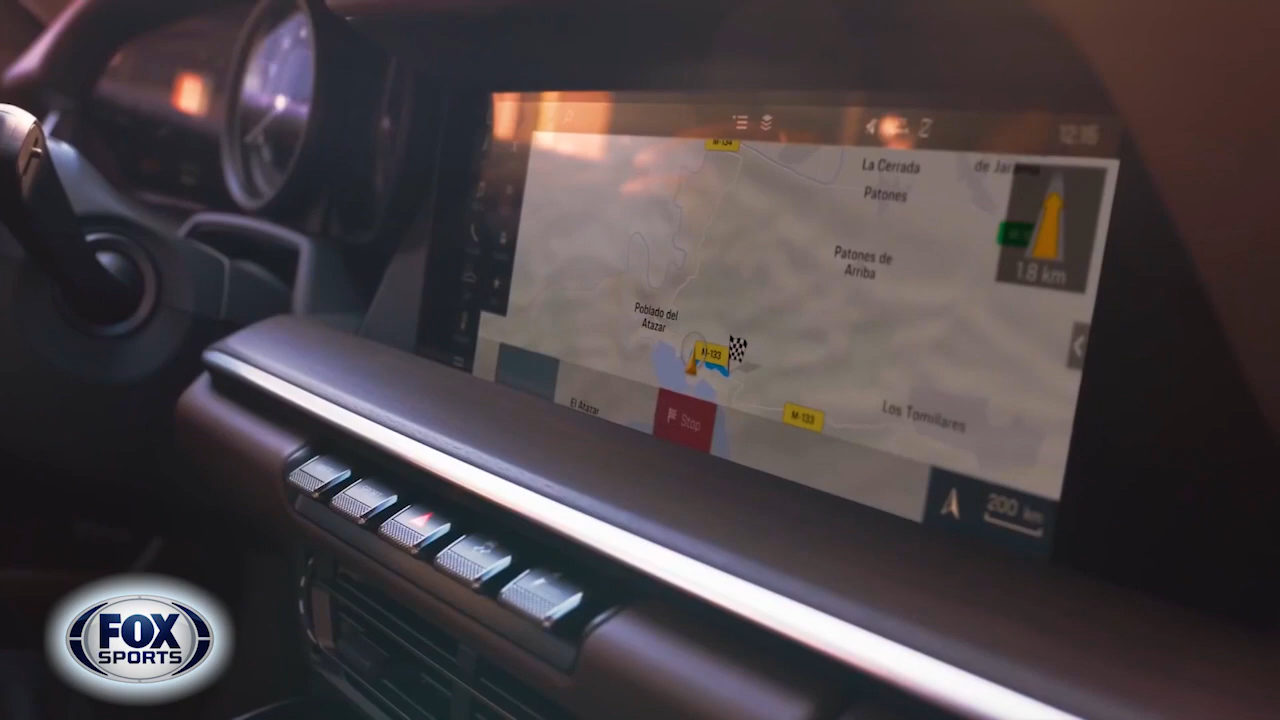 12:15
M-134
La Cerrada
de Jarama
Patones
Patones de
Arriba
1.8 km
Poblado del
Atazar
M-133
El Atazar
Stop
M-133
Los Tomillares
200 km
FOX
SPORTS